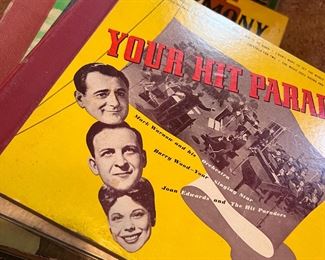 MONY
YOUR HIT PARA
Mark Warnow and his Orchestra
Barry Wood—Your Singing Star
Joan Edwards and The Hit Paraders